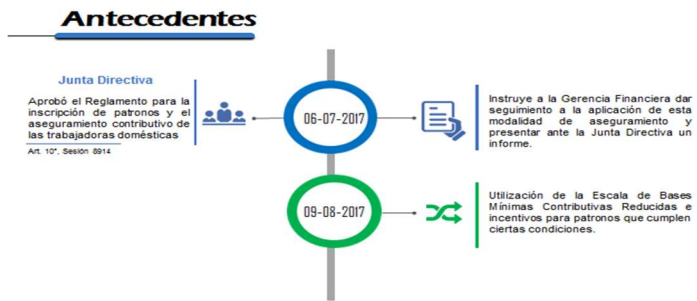 Antecedentes
Junta Directiva
Aprobó el Reglamento para la
inscripción de patronos y el
aseguramiento contributivo de
las trabajadoras domésticas
Art. 10°, Sesión 8914
06-07-2017
Instruye a la Gerencia Financiera dar
seguimiento a la aplicación de esta
modalidad de aseguramiento y
presentar ante la Junta Directiva un
informe.
09-08-2017
Utilización de la Escala de Bases
Mínimas Contributivas Reducidas e
incentivos para patronos que cumplen
ciertas condiciones.